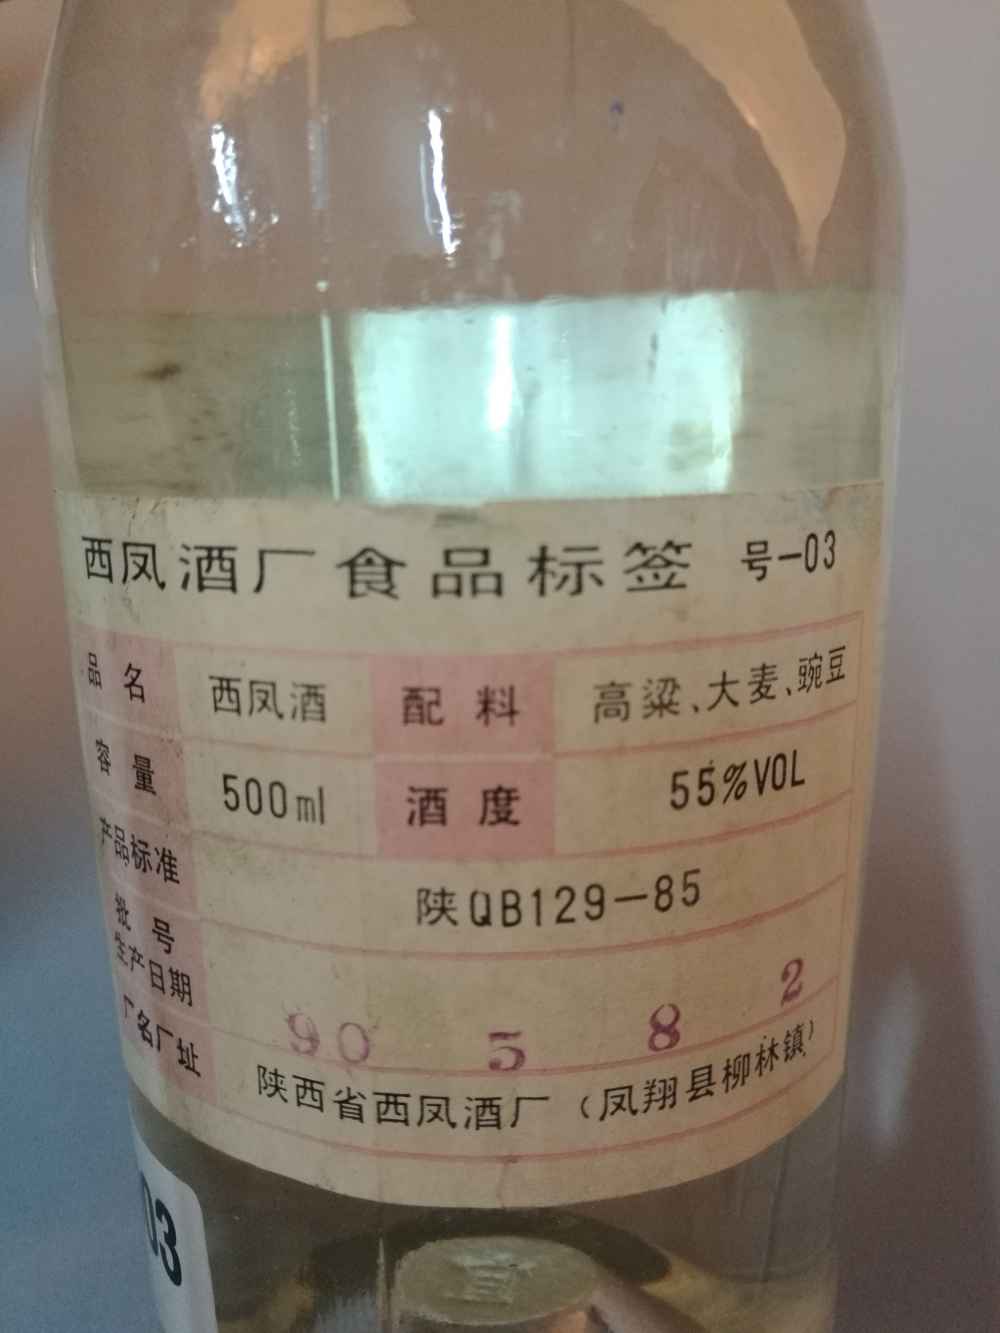 西凤酒厂食品标签 号-03
品名 西凤酒 配料 高粱、大麦、豌豆
容量 500ml 酒度 55%VOL
产品标准 陕QB129-85
批号
生产日期 90 5 8 2
厂名厂址 陕西省西凤酒厂（凤翔县柳林镇）
03